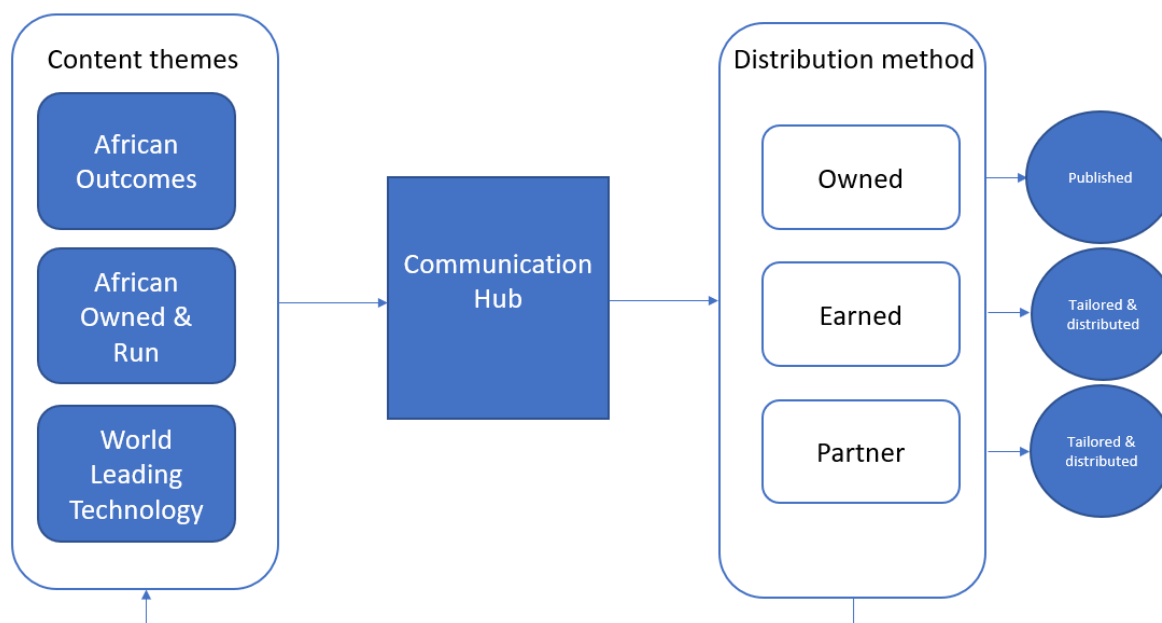 Content themes
African
Outcomes
African
Owned &
Run
World
Leading
Technology
Communication
Hub
Distribution method
Owned
Earned
Partner
Published
Tailored &
distributed
Tailored &
distributed